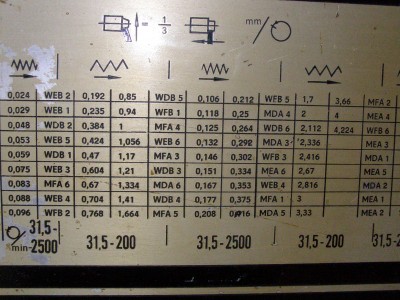 = 1/3 mm/
0,024 WEB 2 0,192 0,85 WDB 5 0,106 0,212 WEB 5 1,7 3,66 MFA 2
0,029 WEB 1 0,235 0,94 WFB 1 0,118 0,25 MDA 4 2 4 MEA 4
0,048 WDB 2 0,384 1 MFA 4 0,125 0,264 WDB 6 2,112 4,224 WFB 6
0,053 WEB 5 0,424 1,056 WFB 6 0,132 0,292 MDA 3 2,336 MEA 3
0,059 WDB 1 0,47 1,17 MFA 3 0,146 0,302 WFB 3 2,416 MDA 1
0,075 WEB 3 0,604 1,21 WDB 3 0,151 0,334 MEA 6 2,67 MEA 5
0,083 MFA 6 0,67 1,334 MDA 6 0,167 0,353 WEB 4 2,816 MDA 2
0,088 WEB 4 0,704 1,41 WDB 4 0,177 0,375 MFA 1 3 MEA 1
0,096 WFB 2 0,768 1,664 MFA 5 0,208 0,416 MDA 5 3,33 MEA 2
31,5-
min 2500 31,5-200 31,5-2500 31,5-200 31,5-2